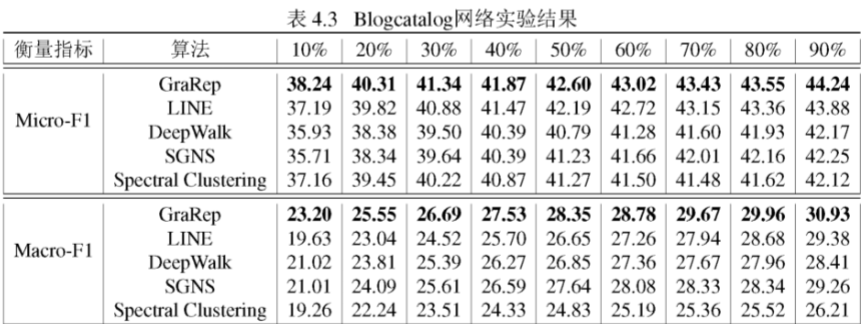 表 4.3 Blogcatalog网络实验结果
衡量指标 算法 10% 20% 30% 40% 50% 60% 70% 80% 90%
GraRep 38.24 40.31 41.34 41.87 42.60 43.02 43.43 43.55 44.24
LINE 37.19 39.82 40.88 41.47 42.19 42.72 43.15 43.36 43.88
Micro-F1 DeepWalk 35.93 38.38 39.50 40.39 40.79 41.28 41.60 41.93 42.17
SGNS 35.71 38.34 39.64 40.39 41.23 41.66 42.01 42.16 42.25
Spectral Clustering 37.16 39.45 40.22 40.87 41.27 41.50 41.48 41.62 42.12
GraRep 23.20 25.55 26.69 27.53 28.35 28.78 29.67 29.96 30.93
LINE 19.63 23.04 24.52 25.70 26.65 27.26 27.94 28.68 29.38
Macro-F1 DeepWalk 21.02 23.81 25.39 26.27 26.85 27.36 27.67 27.96 28.41
SGNS 21.01 24.09 25.61 26.59 27.64 28.08 28.33 28.34 29.26
Spectral Clustering 19.26 22.24 23.51 24.33 24.83 25.19 25.36 25.52 26.21